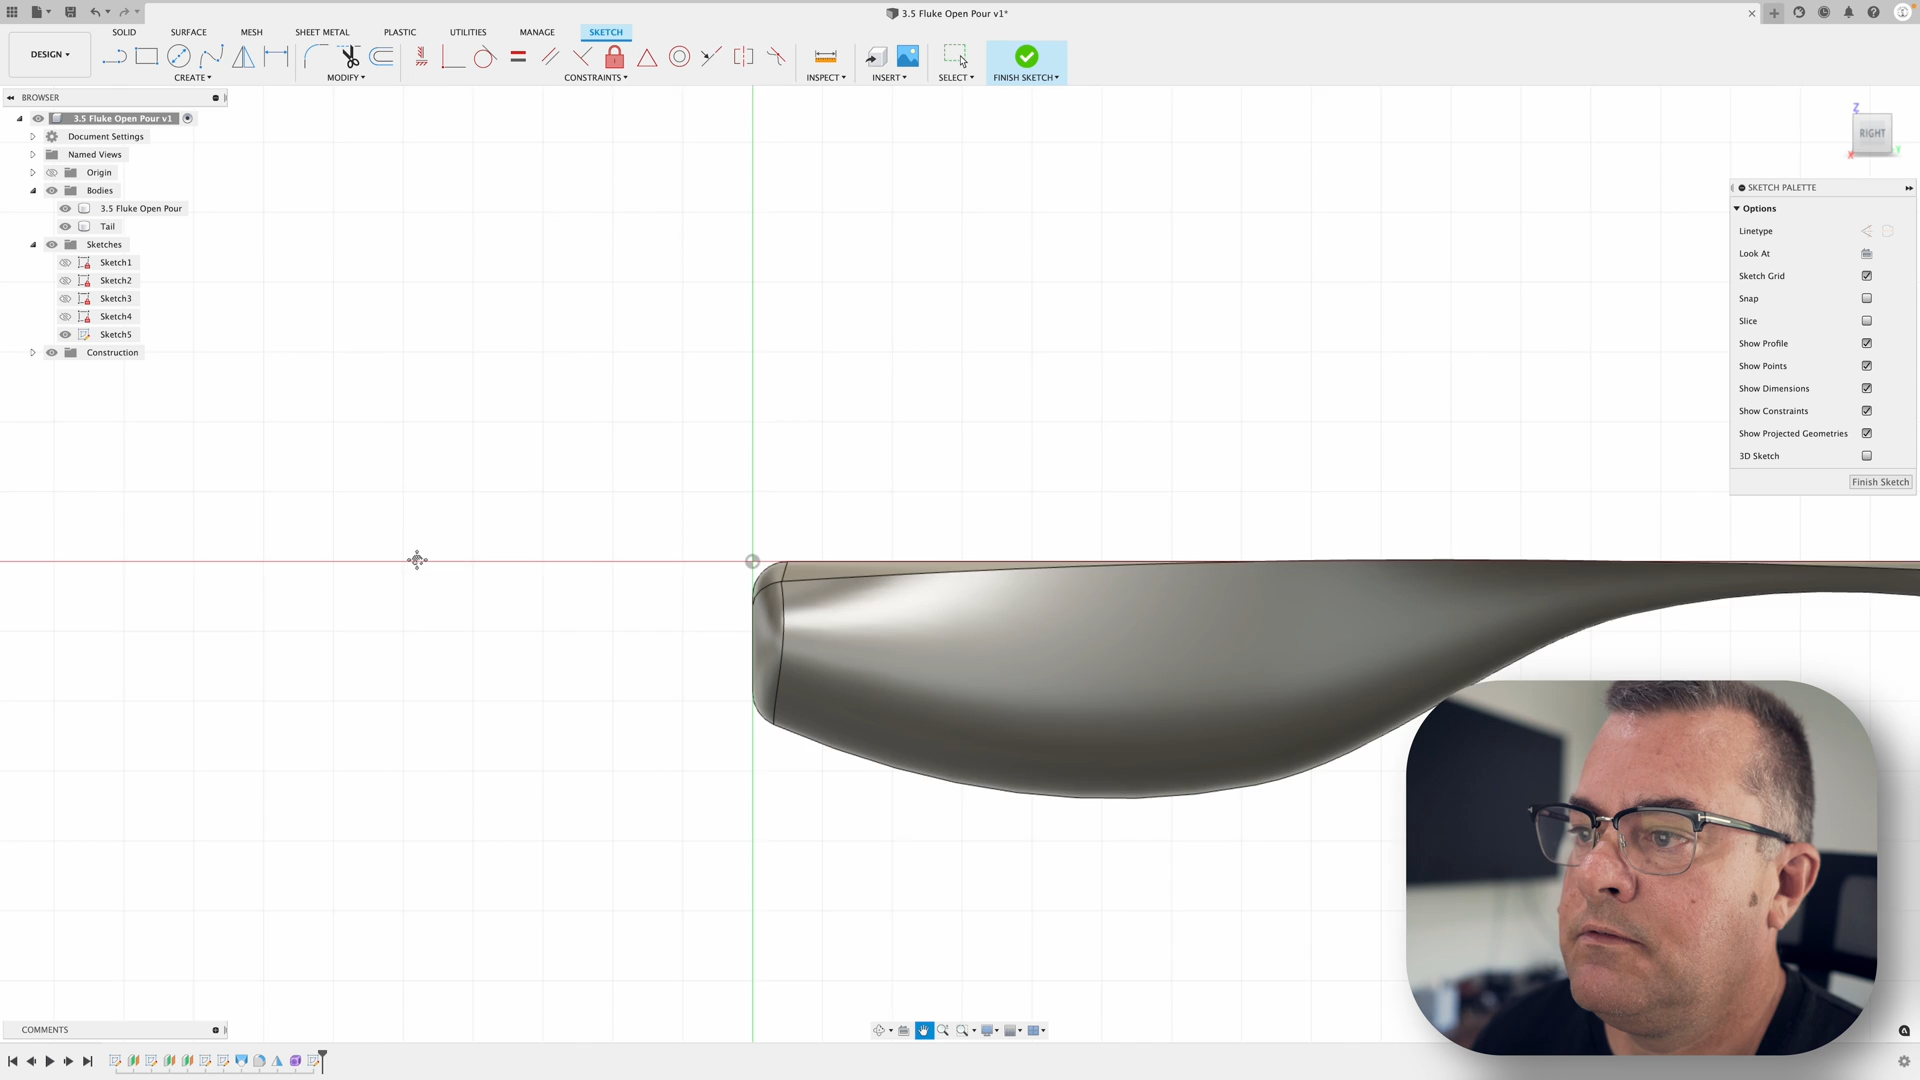 3.5 Fluke Open Pour v1*
SOLID
SURFACE
MESH
SHEET METAL
PLASTIC
UTILITIES
MANAGE
SKETCH
DESIGN
CREATE
MODIFY
CONSTRAINTS
INSPECT
INSERT
SELECT
FINISH SKETCH
BROWSER
3.5 Fluke Open Pour v1
Document Settings
Named Views
Origin
Bodies
3.5 Fluke Open Pour
Tail
Sketches
Sketch1
Sketch2
Sketch3
Sketch4
Sketch5
Construction
Z
RIGHT
X
Y
SKETCH PALETTE
Options
Linetype
Look At
Sketch Grid
Snap
Slice
Show Profile
Show Points
Show Dimensions
Show Constraints
Show Projected Geometries
3D Sketch
Finish Sketch
COMMENTS